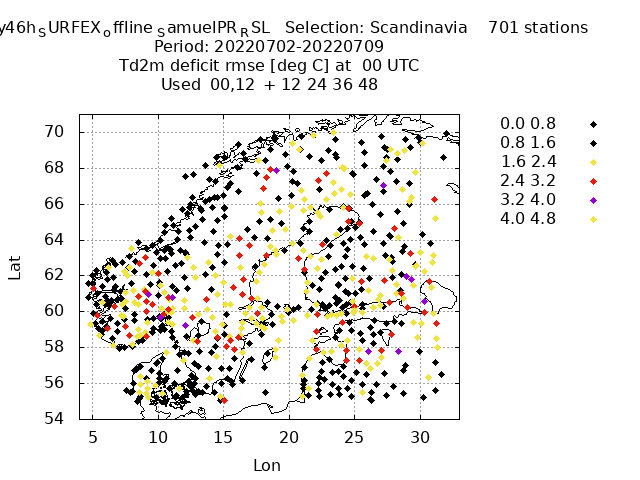 y46hSURFEXoffline SamuelPRRSL Selection: Scandinavia 701 stations
Period: 20220702-20220709
Td2m deficit rmse [deg C] at 00 UTC
Used 00,12 + 12 24 36 48
0.0 0.8
0.8 1.6
1.6 2.4
2.4 3.2
3.2 4.0
4.0 4.8
70
68
66
64
62
60
58
56
54
Lat
5 10 15 20 25 30
Lon